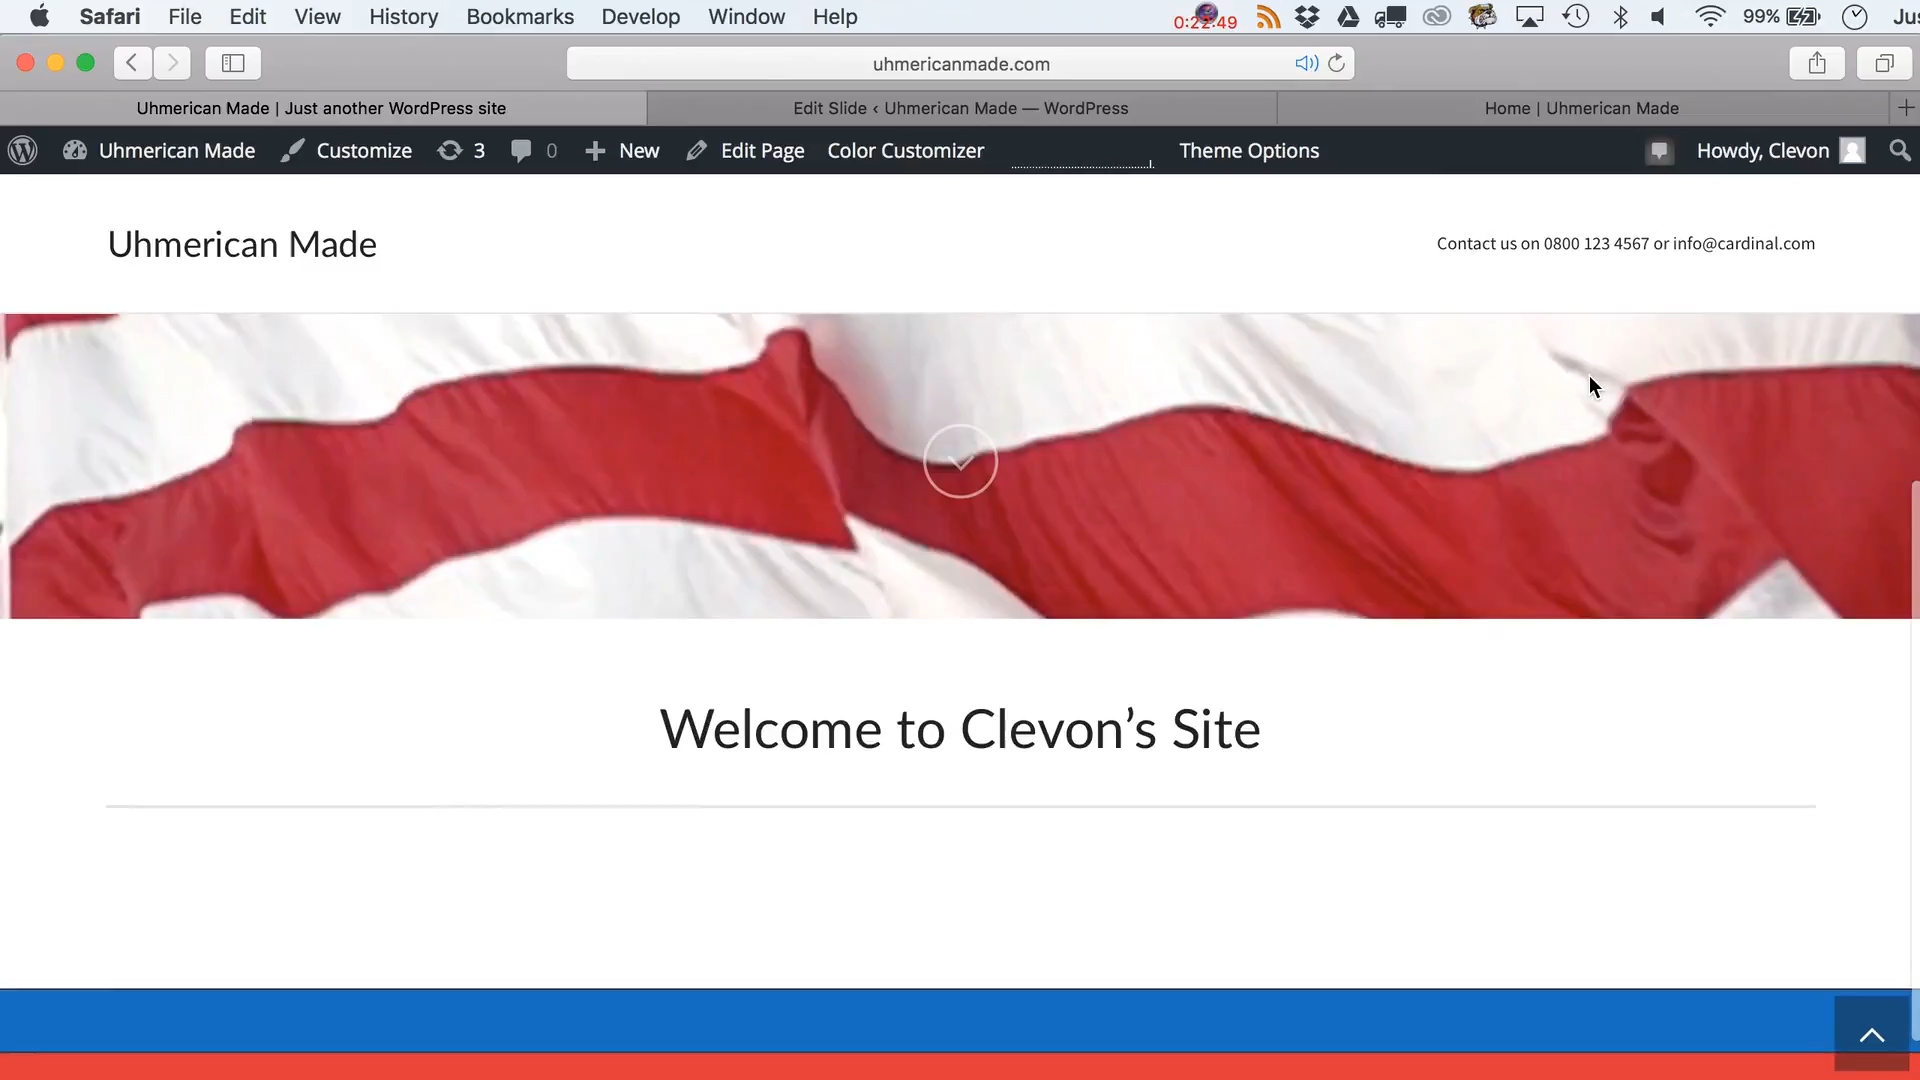 Safari File Edit View History Bookmarks Develop Window Help 0:22:49 99% Jus
uhmericanmade.com
Uhmerican Made | Just another WordPress site Edit Slide ‹ Uhmerican Made — WordPress Home | Uhmerican Made
Uhmerican Made Customize 3 0 New Edit Page Color Customizer Theme Options Howdy, Clevon
Uhmerican Made Contact us on 0800 123 4567 or info@cardinal.com
Welcome to Clevon’s Site